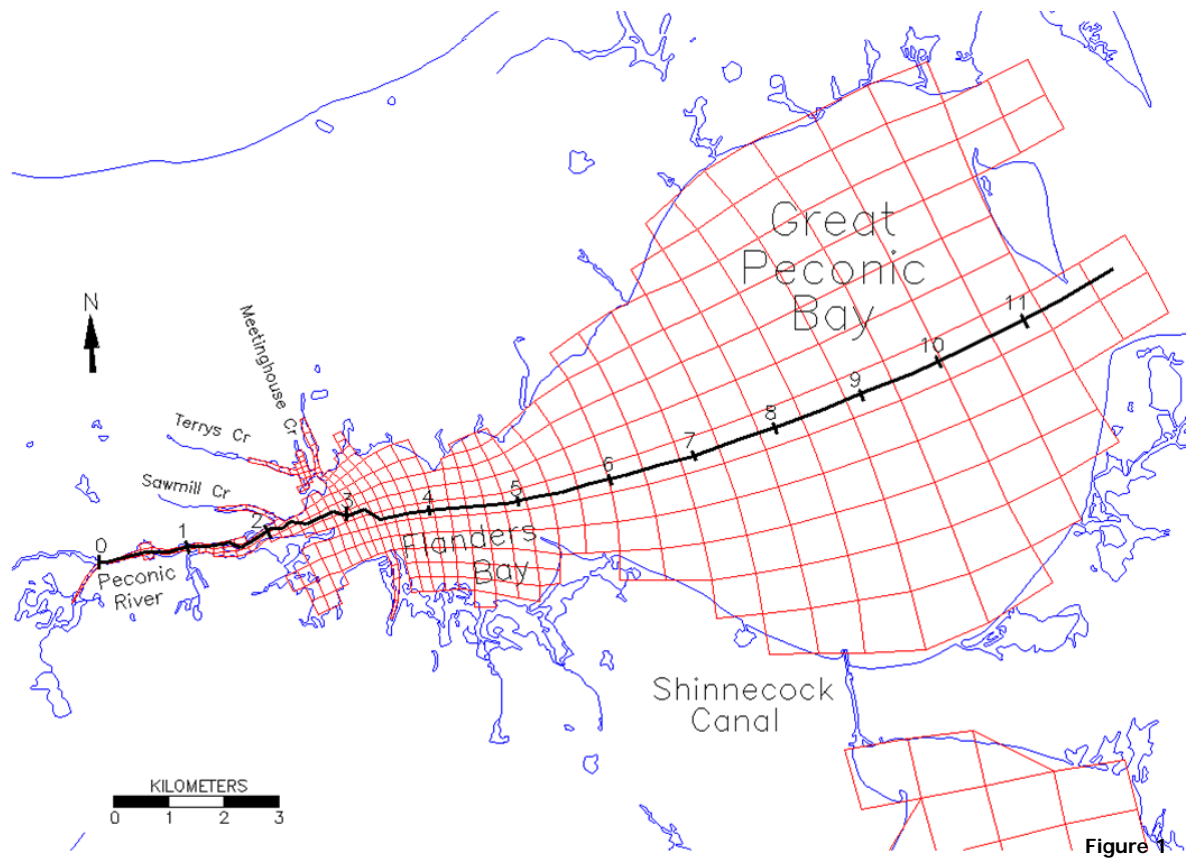 Great
Peconic
Bay
N
Meetinghouse Cr
Terrys Cr
Sawmill Cr
0
1
2
3
4
5
6
7
8
9
10
11
Peconic
River
Flanders
Bay
Shinnecock
Canal
KILOMETERS
0 1 2 3
Figure 1